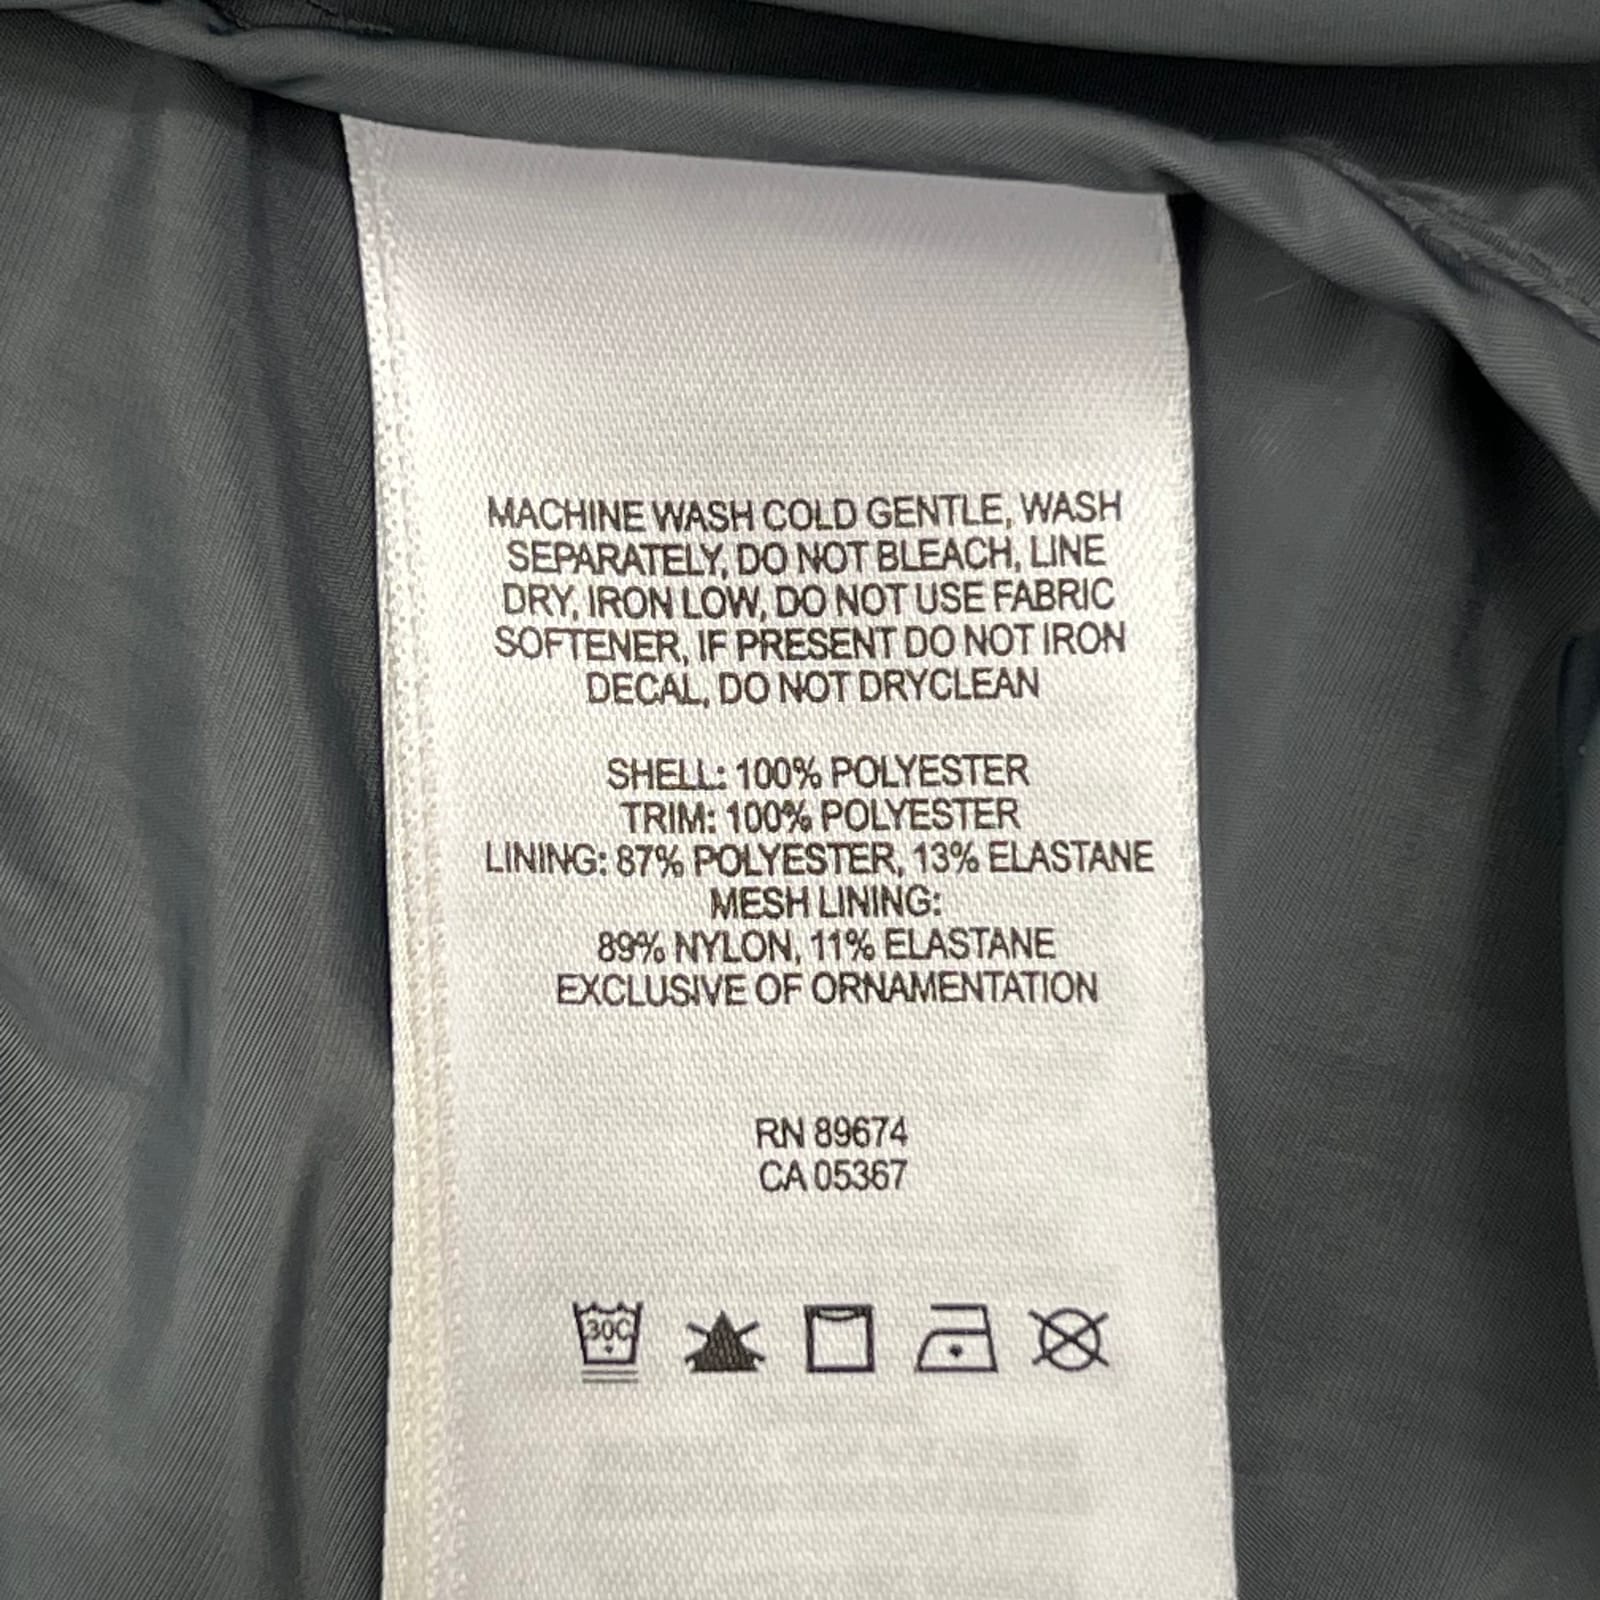 MACHINE WASH COLD GENTLE, WASH
SEPARATELY, DO NOT BLEACH, LINE
DRY, IRON LOW, DO NOT USE FABRIC
SOFTENER, IF PRESENT DO NOT IRON
DECAL, DO NOT DRYCLEAN
SHELL: 100% POLYESTER
TRIM: 100% POLYESTER
LINING: 87% POLYESTER, 13% ELASTANE
MESH LINING:
89% NYLON, 11% ELASTANE
EXCLUSIVE OF ORNAMENTATION
RN 89674
CA 05367
30C